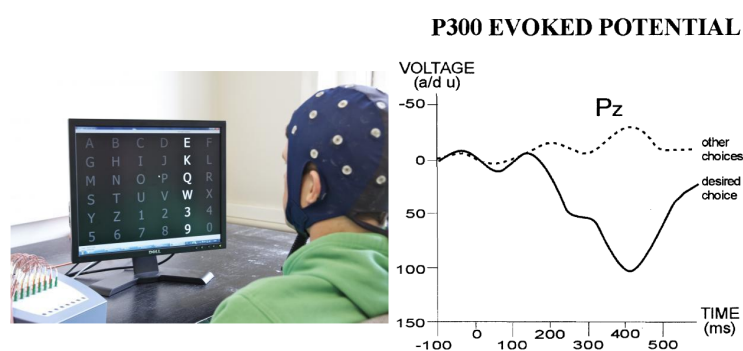 P300 EVOKED POTENTIAL
A B C D E F
G H I J K L
M N O P Q R
S T U V W X
Y Z 1 2 3 4
5 6 7 8 9 0
DELL
VOLTAGE
(a/d u)
Pz
-50
0
50
100
150
other
choices
desired
choice
TIME
(ms)
-100 0 100 200 300 400 500